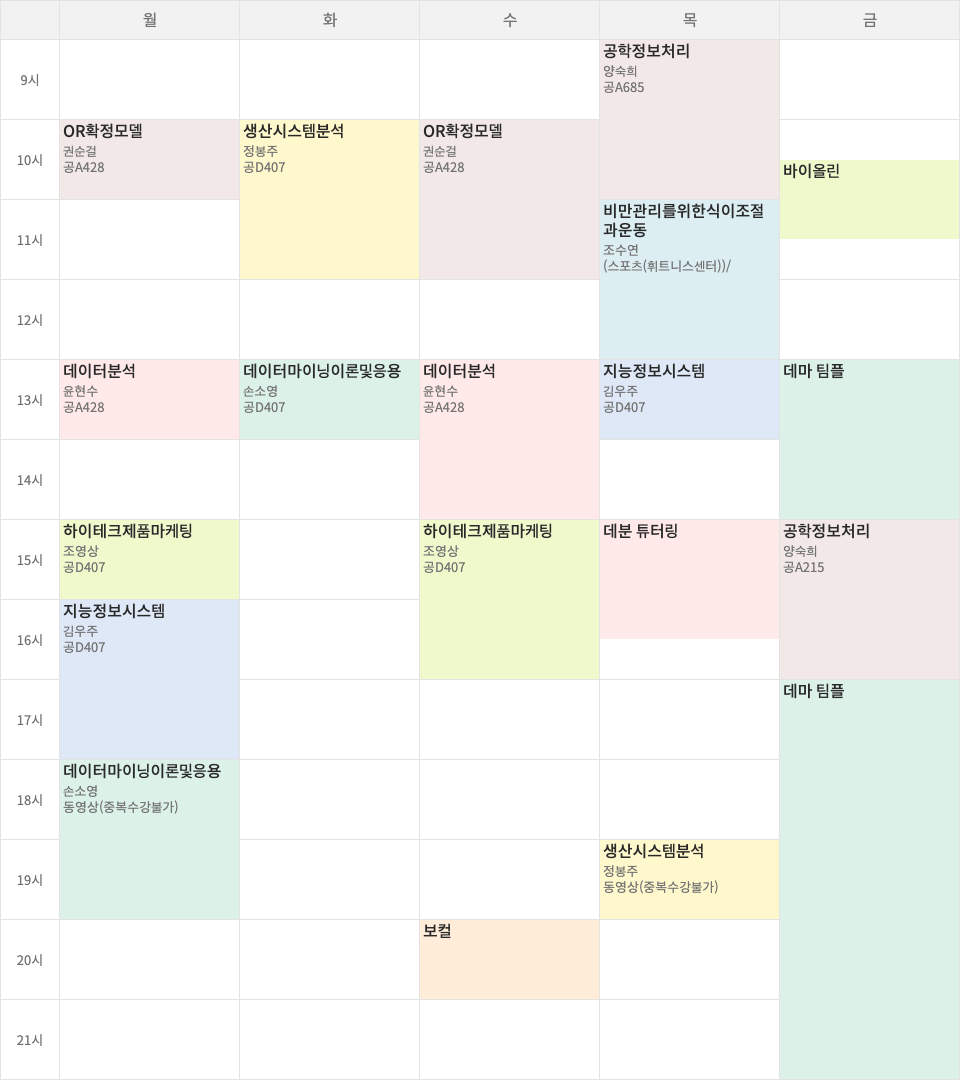 월 화 수 목 금
9시
공학정보처리
양숙희
공A685
10시
OR확정모델
권순걸
공A428
생산시스템분석
정봉주
공D407
OR확정모델
권순걸
공A428
바이올린
11시
비만관리를위한식이조절
과운동
조수연
(스포츠(휘트니스센터))/
12시
13시
데이터분석
윤현수
공A428
데이터마이닝이론및응용
손소영
공D407
데이터분석
윤현수
공A428
지능정보시스템
김우주
공D407
데마 팀플
14시
15시
하이테크제품마케팅
조영상
공D407
하이테크제품마케팅
조영상
공D407
데분 튜터링
공학정보처리
양숙희
공A215
16시
지능정보시스템
김우주
공D407
17시
데마 팀플
18시
데이터마이닝이론및응용
손소영
동영상(중복수강불가)
19시
생산시스템분석
정봉주
동영상(중복수강불가)
20시
보컬
21시